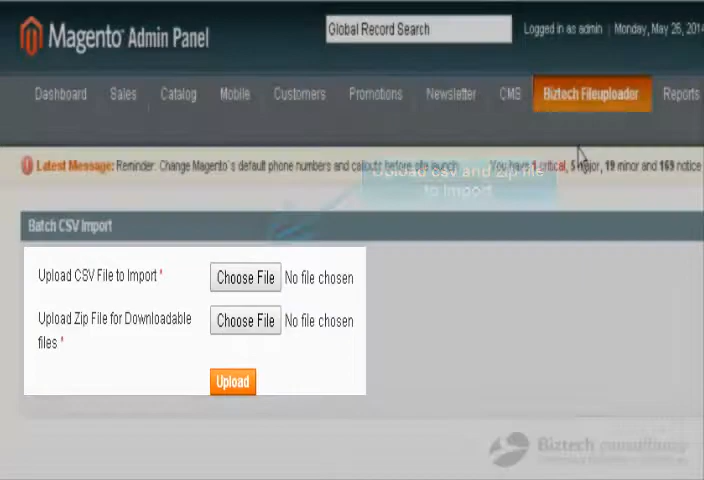 Magento Admin Panel
Global Record Search
Logged in as admin | Monday, May 26, 2014
Dashboard Sales Catalog Mobile Customers Promotions Newsletter CMS Biztech Fileuploader Reports
Latest Message: Reminder: Change Magento's default phone numbers and callouts before site launch You have 1 critical, 5 major, 19 minor and 169 notice
Upload csv and Zip file
to Import
Batch CSV Import
Upload CSV File to Import * Choose File No file chosen
Upload Zip File for Downloadable
files * Choose File No file chosen
Upload
Biztech consultancy